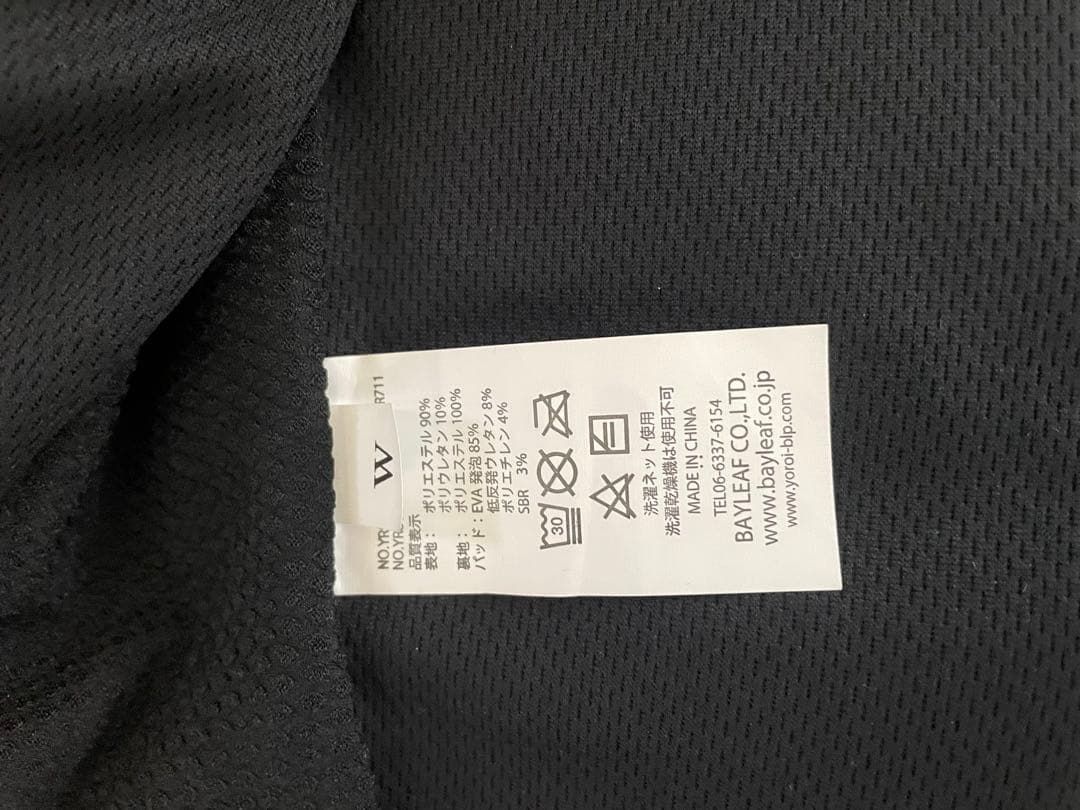 W
NO.YR
NO.YR R711
品質表示
表地： ポリエステル 90%
ポリウレタン 10%
裏地： ポリエステル 100%
パッド：EVA 発泡 85%
低反発ウレタン 8%
ポリエチレン 4%
SBR 3%
30
洗濯ネット使用
洗濯乾燥機は使用不可
MADE IN CHINA
TEL06-6337-6154
BAYLEAF CO.,LTD.
www.bayleaf.co.jp
www.yoroi-blp.com